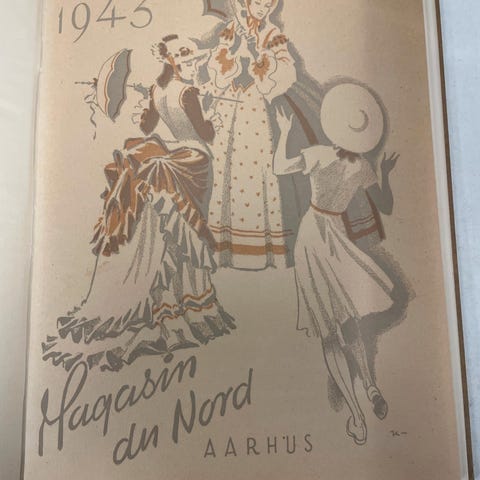 1943
Magasin
du Nord
AARHUS